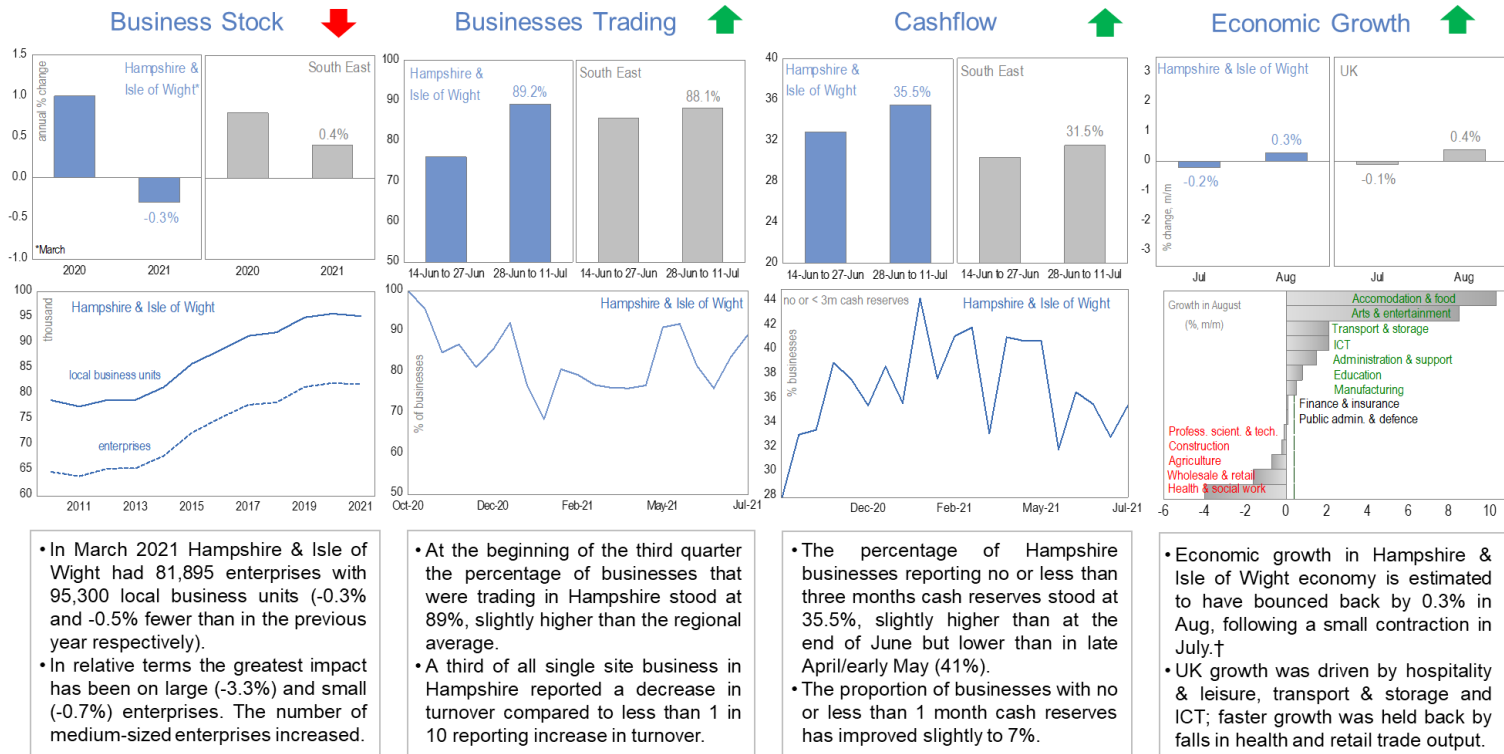 Business Stock
1.5
1.0
0.5
0.0
-0.5
-1.0
annual % change
Hampshire &
Isle of Wight*
-0.3%
*March
2020
2021
South East
0.4%
2020
2021
100
95
90
85
80
75
70
65
60
thousand
Hampshire & Isle of Wight
local business units
enterprises
2011
2013
2015
2017
2019
2021
• In March 2021 Hampshire & Isle of
Wight had 81,895 enterprises with
95,300 local business units (-0.3%
and -0.5% fewer than in the previous
year respectively).
• In relative terms the greatest impact
has been on large (-3.3%) and small
(-0.7%) enterprises. The number of
medium-sized enterprises increased.
Businesses Trading
100
90
80
70
60
50
Hampshire &
Isle of Wight
89.2%
14-Jun to 27-Jun
28-Jun to 11-Jul
South East
88.1%
14-Jun to 27-Jun
28-Jun to 11-Jul
100
90
80
70
60
50
% of businesses
Hampshire & Isle of Wight
Oct-20
Dec-20
Feb-21
May-21
Jul-21
• At the beginning of the third quarter
the percentage of businesses that
were trading in Hampshire stood at
89%, slightly higher than the regional
average.
• A third of all single site business in
Hampshire reported a decrease in
turnover compared to less than 1 in
10 reporting increase in turnover.
Cashflow
40
36
32
28
24
20
Hampshire &
Isle of Wight
35.5%
14-Jun to 27-Jun
28-Jun to 11-Jul
South East
31.5%
14-Jun to 27-Jun
28-Jun to 11-Jul
44
42
40
38
36
34
32
30
28
% businesses
no or < 3m cash reserves
Hampshire & Isle of Wight
Dec-20
Feb-21
May-21
Jul-21
• The percentage of Hampshire
businesses reporting no or less than
three months cash reserves stood at
35.5%, slightly higher than at the
end of June but lower than in late
April/early May (41%).
• The proportion of businesses with no
or less than 1 month cash reserves
has improved slightly to 7%.
Economic Growth
3
2
1
0
-1
-2
-3
% change, m/m
Hampshire & Isle of Wight
-0.2%
0.3%
Jul
Aug
UK
-0.1%
0.4%
Jul
Aug
Growth in August
(%, m/m)
Accomodation & food
Arts & entertainment
Transport & storage
ICT
Administration & support
Education
Manufacturing
Finance & insurance
Public admin. & defence
Profess. scient. & tech.
Construction
Agriculture
Wholesale & retail
Health & social work
-6
-4
-2
0
2
4
6
8
10
• Economic growth in Hampshire &
Isle of Wight economy is estimated
to have bounced back by 0.3% in
Aug, following a small contraction in
July.†
• UK growth was driven by hospitality
& leisure, transport & storage and
ICT; faster growth was held back by
falls in health and retail trade output.